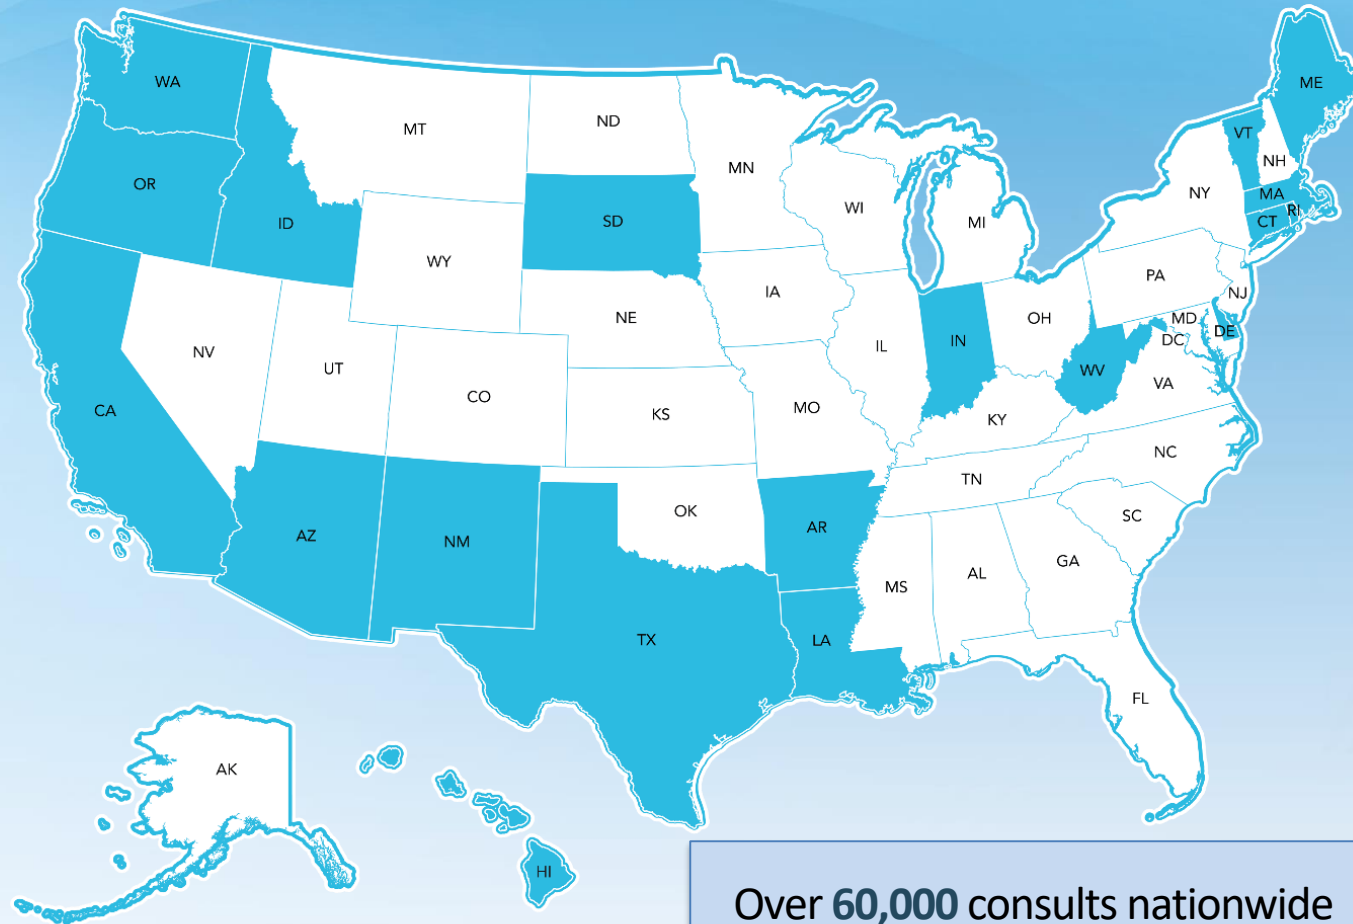 WA
MT
ND
MN
ME
VT
NH
OR
ID
SD
WI
MI
NY
MA
RI
CT
WY
IA
PA
NE
NJ
NV
UT
CO
IL
IN
OH
MD
DE
DC
WV
VA
CA
KS
MO
KY
NC
TN
AZ
NM
OK
AR
SC
MS
AL
GA
TX
LA
FL
AK
HI
Over 60,000 consults nationwide